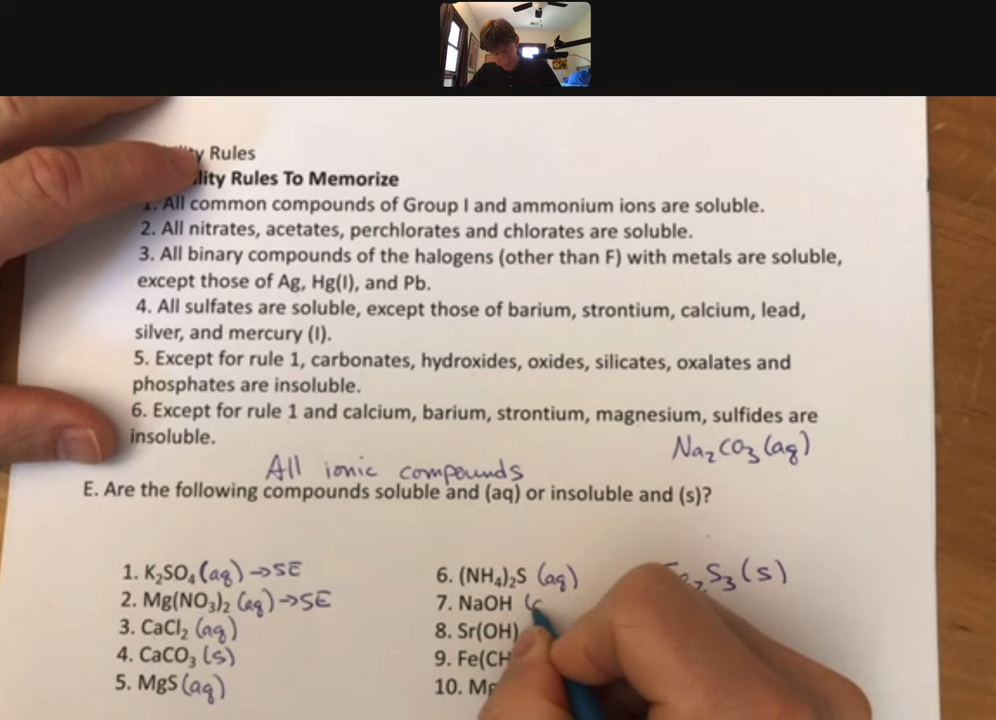 Rules
Rules To Memorize
1. All common compounds of Group I and ammonium ions are soluble.
2. All nitrates, acetates, perchlorates and chlorates are soluble.
3. All binary compounds of the halogens (other than F) with metals are soluble,
except those of Ag, Hg(I), and Pb.
4. All sulfates are soluble, except those of barium, strontium, calcium, lead,
silver, and mercury (I).
5. Except for rule 1, carbonates, hydroxides, oxides, silicates, oxalates and
phosphates are insoluble.
6. Except for rule 1 and calcium, barium, strontium, magnesium, sulfides are
insoluble.
Na₂CO₃(aq)
All ionic compounds
E. Are the following compounds soluble and (aq) or insoluble and (s)?
1. K₂SO₄(aq)→SE
2. Mg(NO₃)₂(aq)→SE
3. CaCl₂(aq)
4. CaCO₃(s)
5. MgS(aq)
6. (NH₄)₂S (aq)
7. NaOH
8. Sr(OH)
9. Fe(CH
10.
S₃(s)